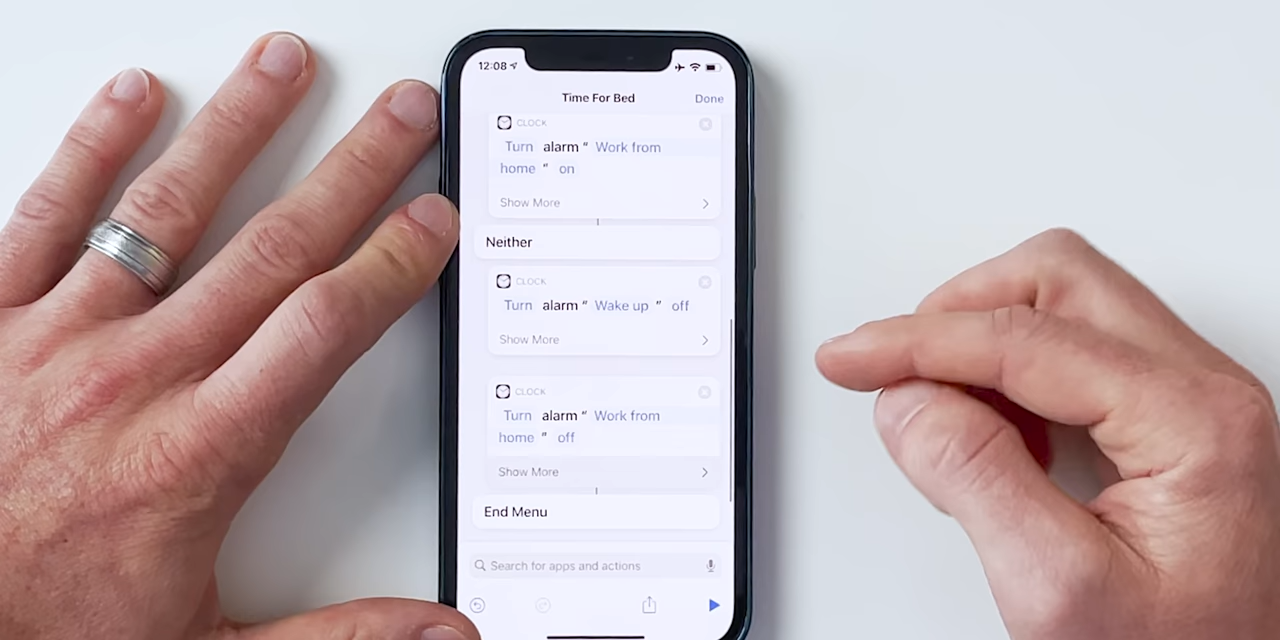 12:08
Time For Bed
Done
CLOCK
Turn alarm “ Work from
home ” on
Show More
Neither
CLOCK
Turn alarm “ Wake up ” off
Show More
CLOCK
Turn alarm “ Work from
home ” off
Show More
End Menu
Search for apps and actions